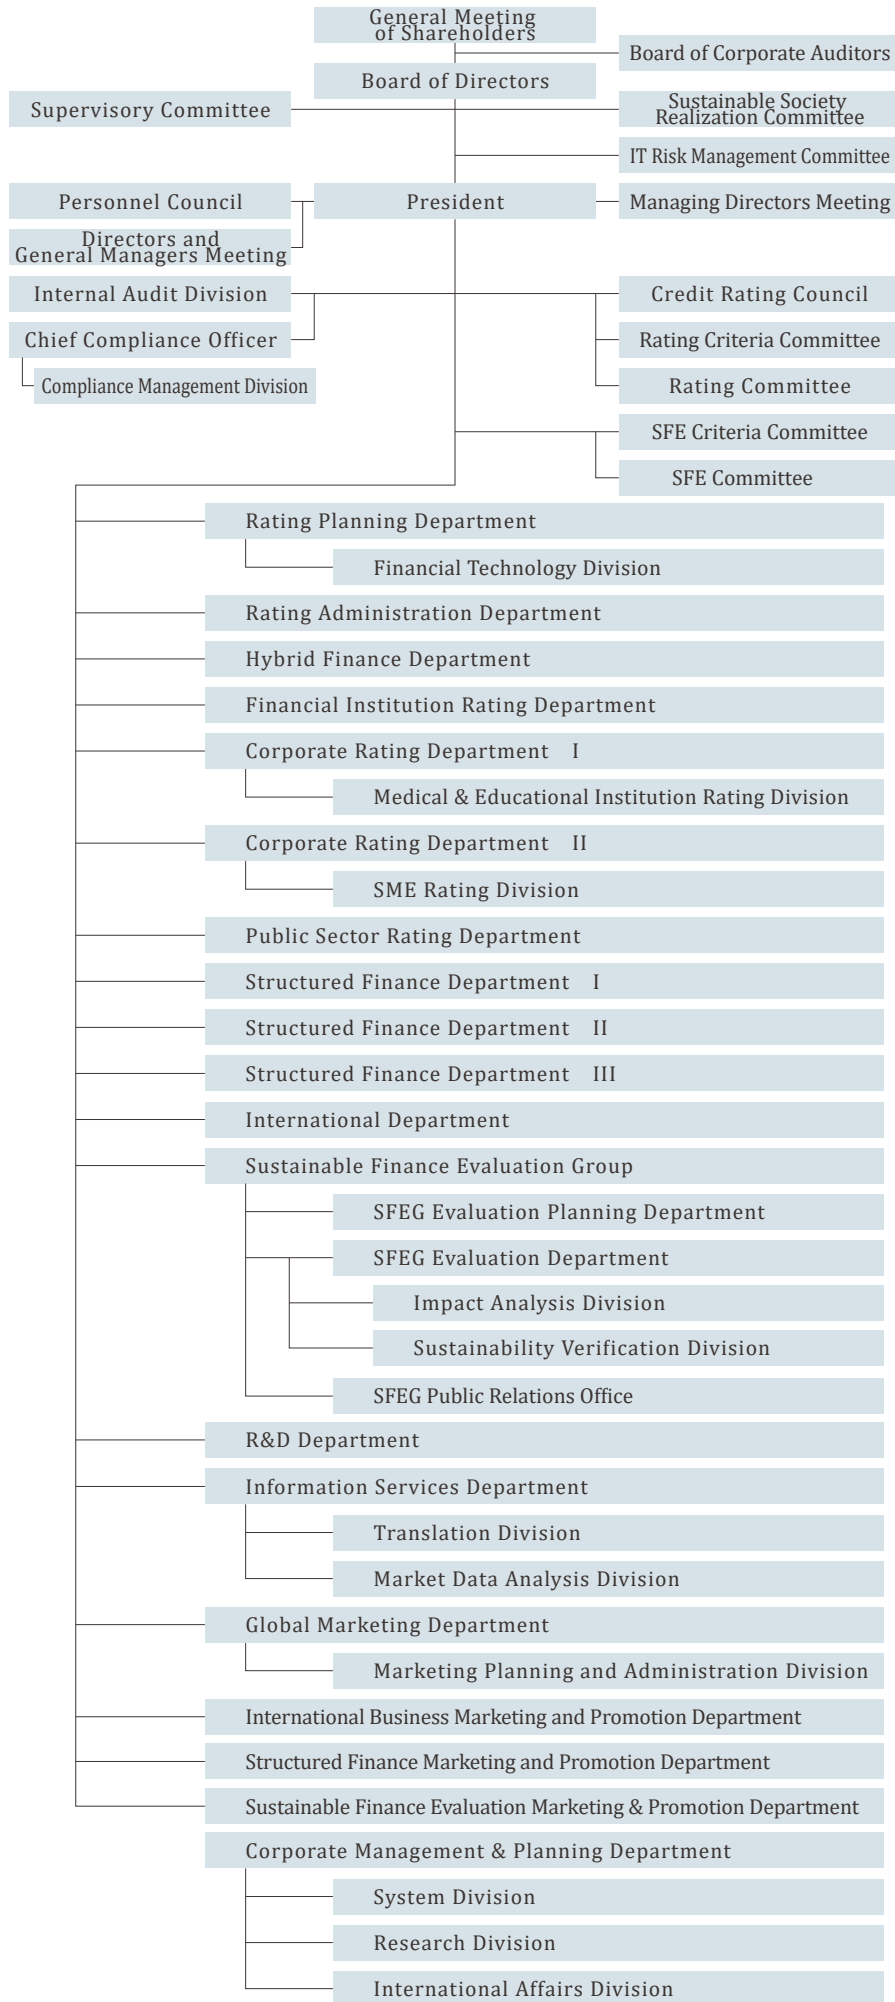 General Meeting
of Shareholders
Board of Corporate Auditors
Board of Directors
Supervisory Committee
Sustainable Society
Realization Committee
IT Risk Management Committee
Personnel Council
President
Managing Directors Meeting
Directors and
General Managers Meeting
Internal Audit Division
Credit Rating Council
Chief Compliance Officer
Rating Criteria Committee
Compliance Management Division
Rating Committee
SFE Criteria Committee
SFE Committee
Rating Planning Department
Financial Technology Division
Rating Administration Department
Hybrid Finance Department
Financial Institution Rating Department
Corporate Rating Department I
Medical & Educational Institution Rating Division
Corporate Rating Department II
SME Rating Division
Public Sector Rating Department
Structured Finance Department I
Structured Finance Department II
Structured Finance Department III
International Department
Sustainable Finance Evaluation Group
SFEG Evaluation Planning Department
SFEG Evaluation Department
Impact Analysis Division
Sustainability Verification Division
SFEG Public Relations Office
R&D Department
Information Services Department
Translation Division
Market Data Analysis Division
Global Marketing Department
Marketing Planning and Administration Division
International Business Marketing and Promotion Department
Structured Finance Marketing and Promotion Department
Sustainable Finance Evaluation Marketing & Promotion Department
Corporate Management & Planning Department
System Division
Research Division
International Affairs Division